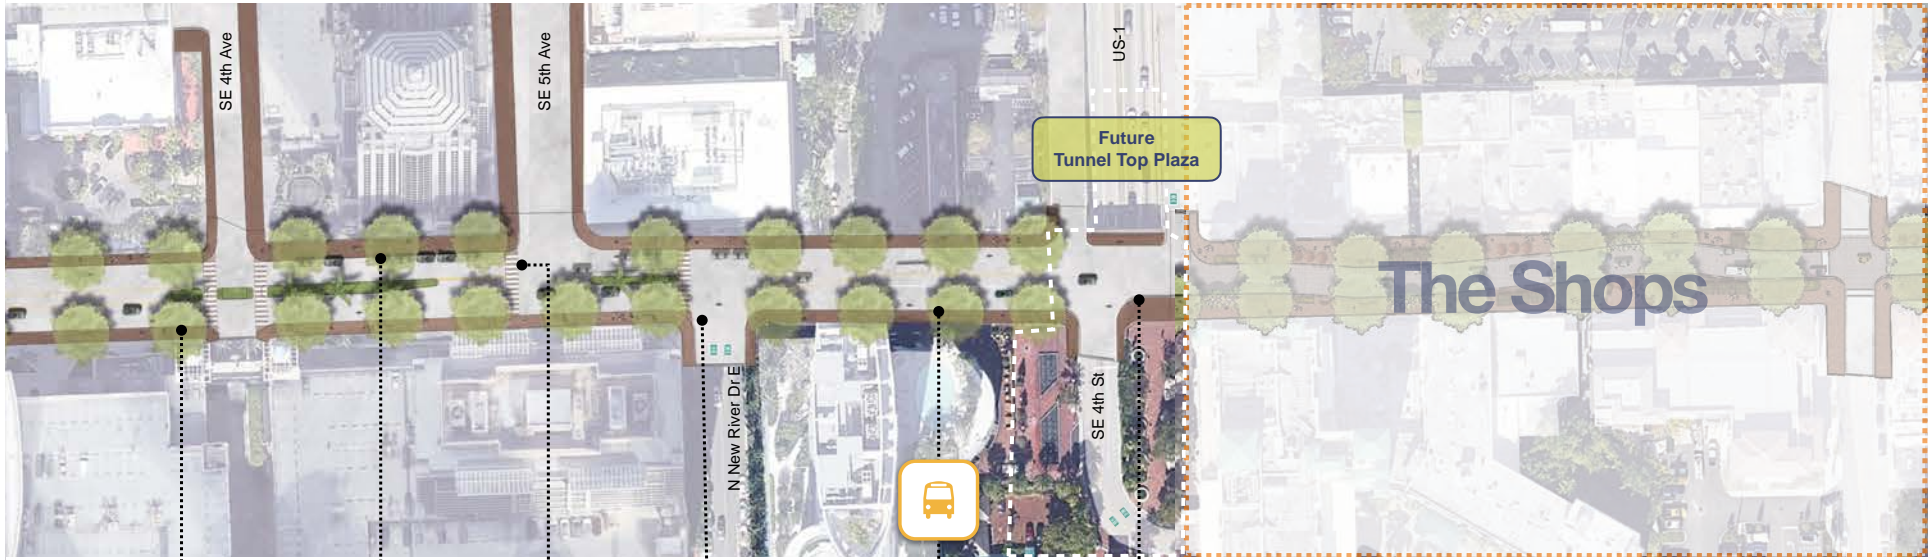 SE 4th Ave
SE 5th Ave
US-1
Future
Tunnel Top Plaza
The Shops
N New River Dr E
SE 4th St